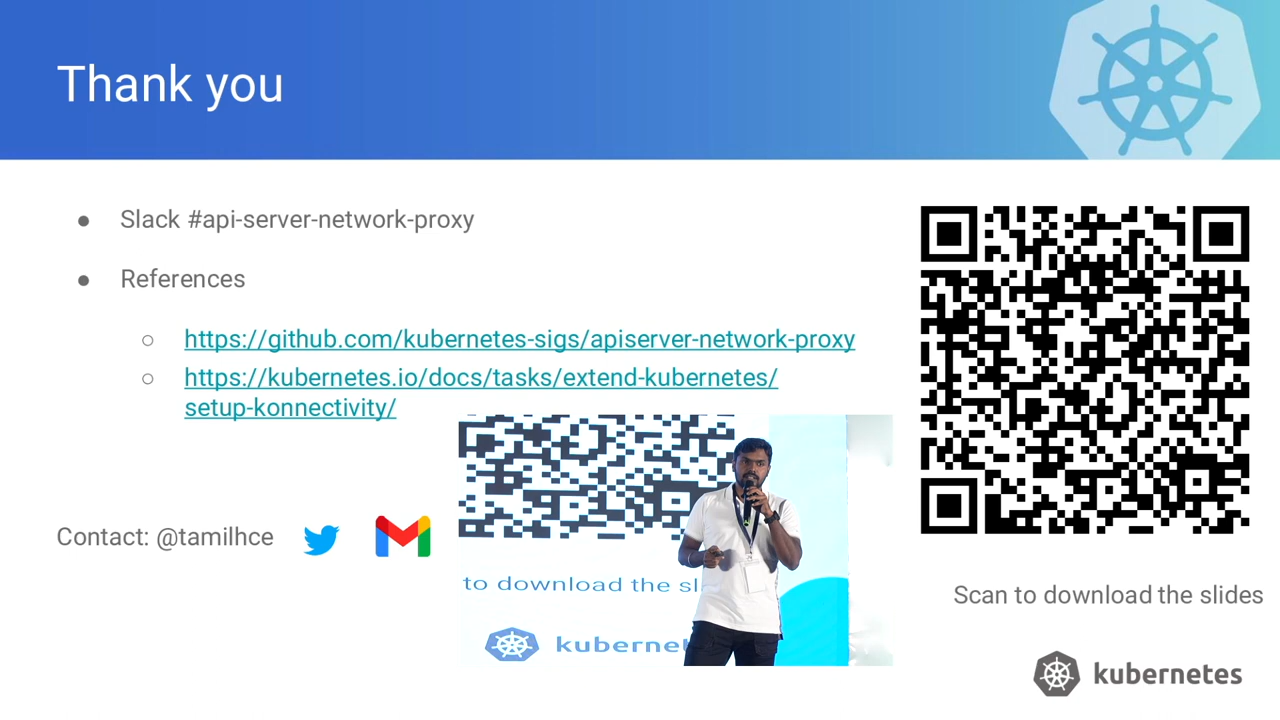 Thank you
Slack #api-server-network-proxy
References
https://github.com/kubernetes-sigs/apiserver-network-proxy
https://kubernetes.io/docs/tasks/extend-kubernetes/
setup-konnectivity/
Contact: @tamilhce
to download the sl
kuberne
Scan to download the slides
kubernetes